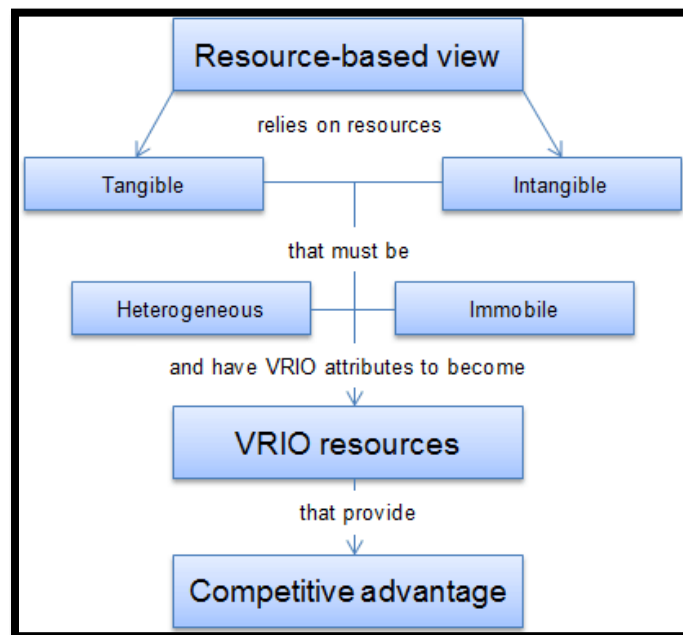 Resource-based view
relies on resources
Tangible
Intangible
that must be
Heterogeneous
Immobile
and have VRIO attributes to become
VRIO resources
that provide
Competitive advantage